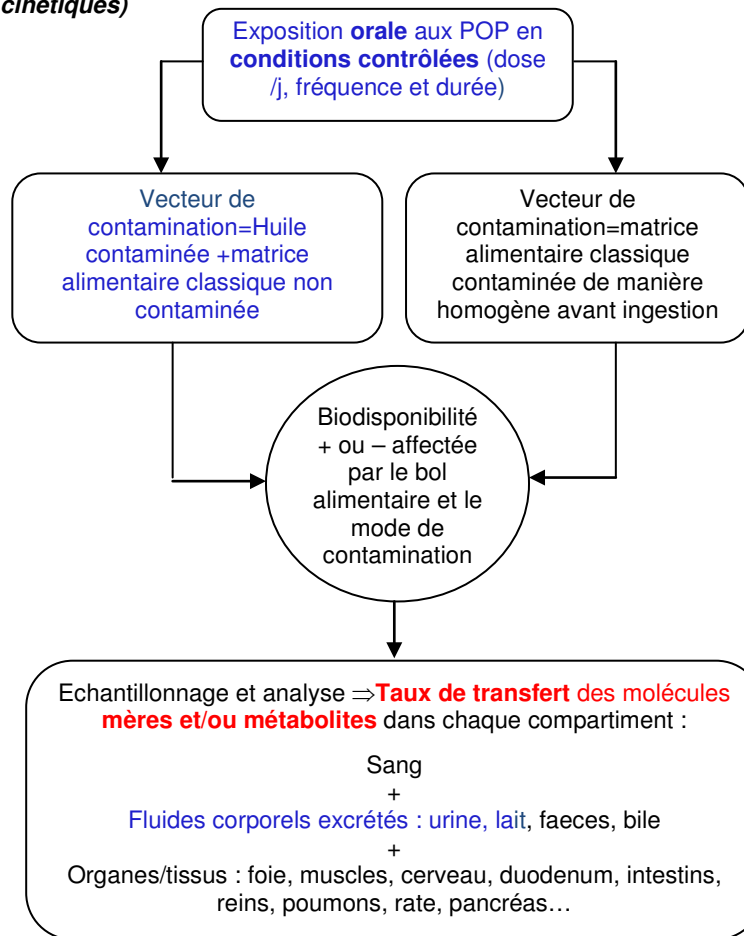 cinétiques)
Exposition orale aux POP en
conditions contrôlées (dose
/j, fréquence et durée)
Vecteur de
contamination=Huile
contaminée +matrice
alimentaire classique non
contaminée
Vecteur de
contamination=matrice
alimentaire classique
contaminée de manière
homogène avant ingestion
Biodisponibilité
+ ou – affectée
par le bol
alimentaire et le
mode de
contamination
Echantillonnage et analyse ⇒Taux de transfert des molécules
mères et/ou métabolites dans chaque compartiment :
Sang
+
Fluides corporels excrétés : urine, lait, faeces, bile
+
Organes/tissus : foie, muscles, cerveau, duodenum, intestins,
reins, poumons, rate, pancréas…